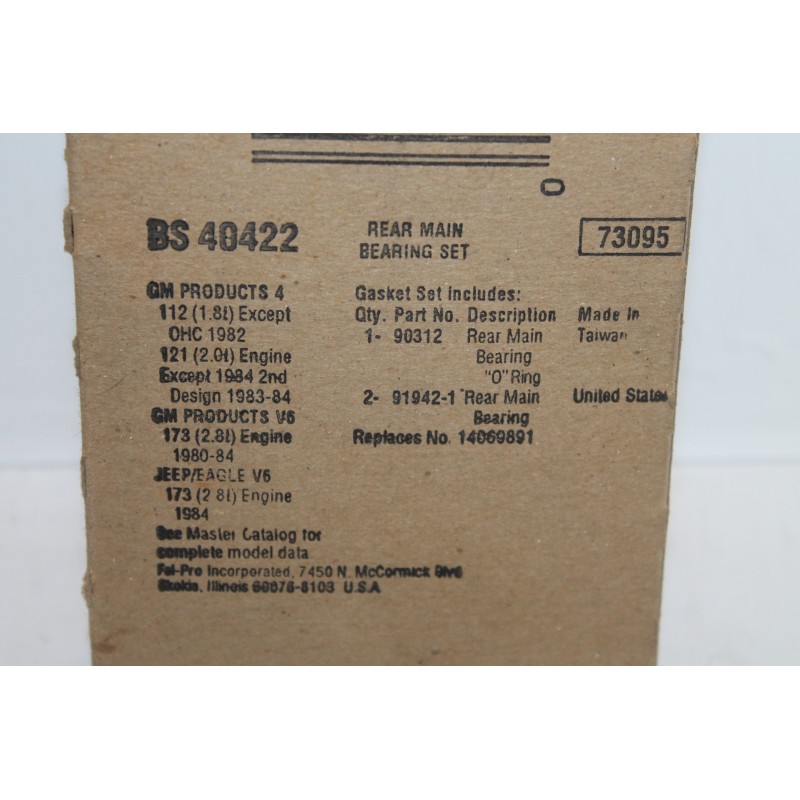 O
BS 40422
REAR MAIN
BEARING SET
73095
GM PRODUCTS 4
112 (1.8ℓ) Except
OHC 1982
121 (2.0ℓ) Engine
Except 1984 2nd
Design 1983-84
GM PRODUCTS V6
173 (2.8ℓ) Engine
1980-84
JEEP/EAGLE V6
173 (2.8ℓ) Engine
1984
See Master Catalog for
complete model data
Fel-Pro Incorporated, 7450 N. McCormick Blvd
Skokie, Illinois 60076-8103 U.S.A
Gasket Set Includes:
Qty. Part No. Description Made In
1- 90312 Rear Main Taiwan
Bearing
"O" Ring
2- 91942-1 Rear Main United States
Bearing
Replaces No. 14069891